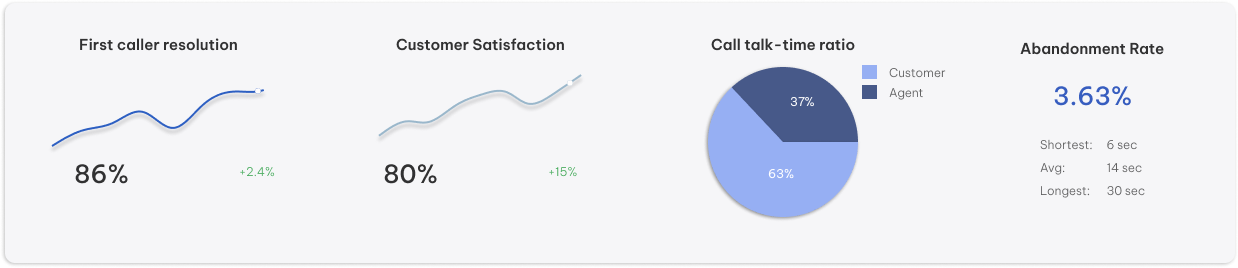 First caller resolution
86%
+2.4%
Customer Satisfaction
80%
+15%
Call talk-time ratio
Customer
Agent
37%
63%
Abandonment Rate
3.63%
Shortest: 6 sec
Avg: 14 sec
Longest: 30 sec